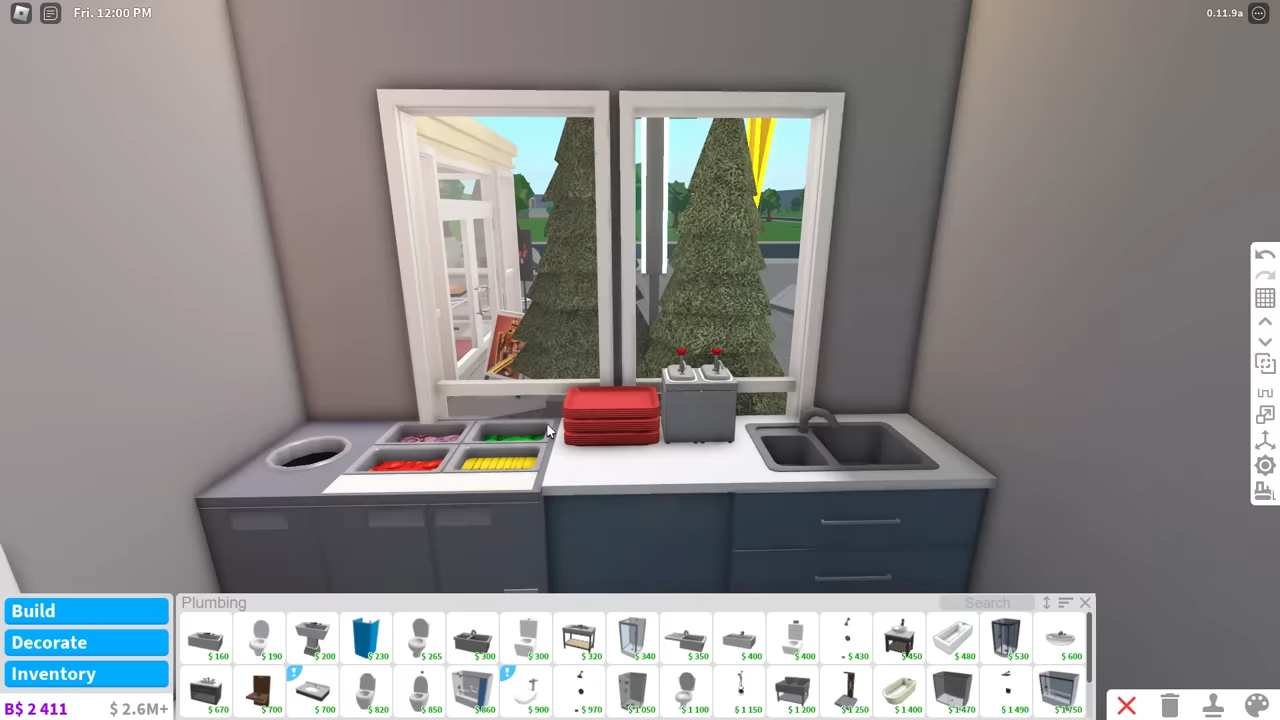 Fri. 12:00 PM
0.11.9a
Build
Decorate
Inventory
B$ 2 411
$ 2.6M+
Plumbing
Search
$ 160
$ 190
$ 200
$ 230
$ 265
$ 300
$ 300
$ 320
$ 340
$ 350
$ 400
$ 400
$ 430
$ 450
$ 480
$ 530
$ 600
$ 670
$ 700
$ 700
$ 820
$ 850
$ 860
$ 900
$ 970
$ 1 050
$ 1 100
$ 1 150
$ 1 200
$ 1 250
$ 1 400
$ 1 470
$ 1 490
$ 1 750